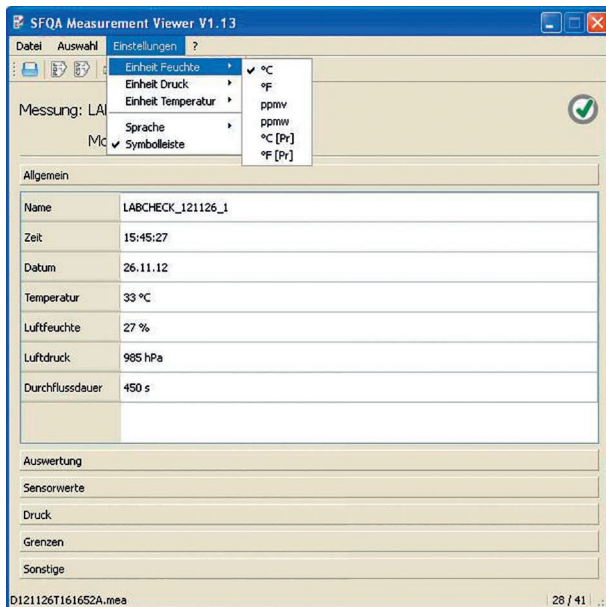 SFQA Measurement Viewer V1.13
Datei Auswahl Einstellungen ?
Einheit Feuchte
Einheit Druck
Einheit Temperatur
Sprache
Symbolleiste
°C
°F
ppmv
ppmw
°C [Pr]
°F [Pr]
Messung: LA
Mo
Allgemein
Name LABCHECK_121126_1
Zeit 15:45:27
Datum 26.11.12
Temperatur 33 °C
Luftfeuchte 27 %
Luftdruck 985 hPa
Durchflussdauer 450 s
Auswertung
Sensorwerte
Druck
Grenzen
Sonstige
D121126T161652A.mea 28 / 41